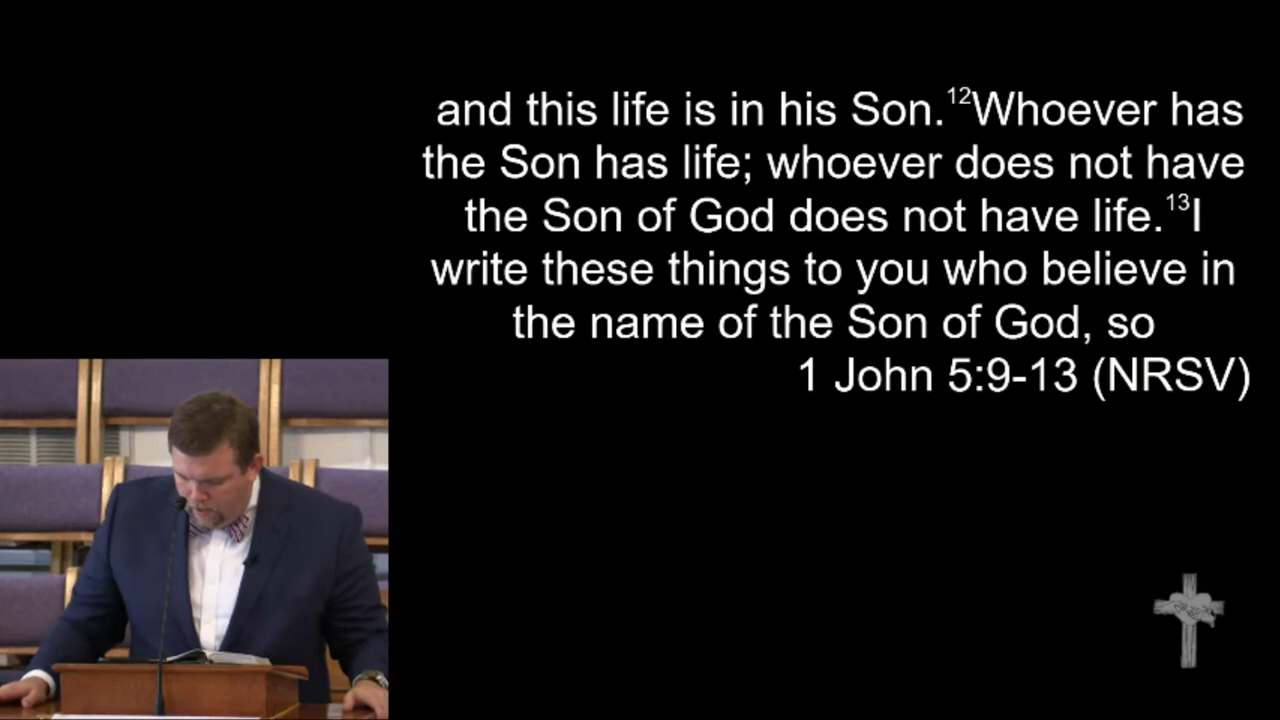 and this life is in his Son.¹²Whoever has
the Son has life; whoever does not have
the Son of God does not have life.¹³I
write these things to you who believe in
the name of the Son of God, so
1 John 5:9-13 (NRSV)